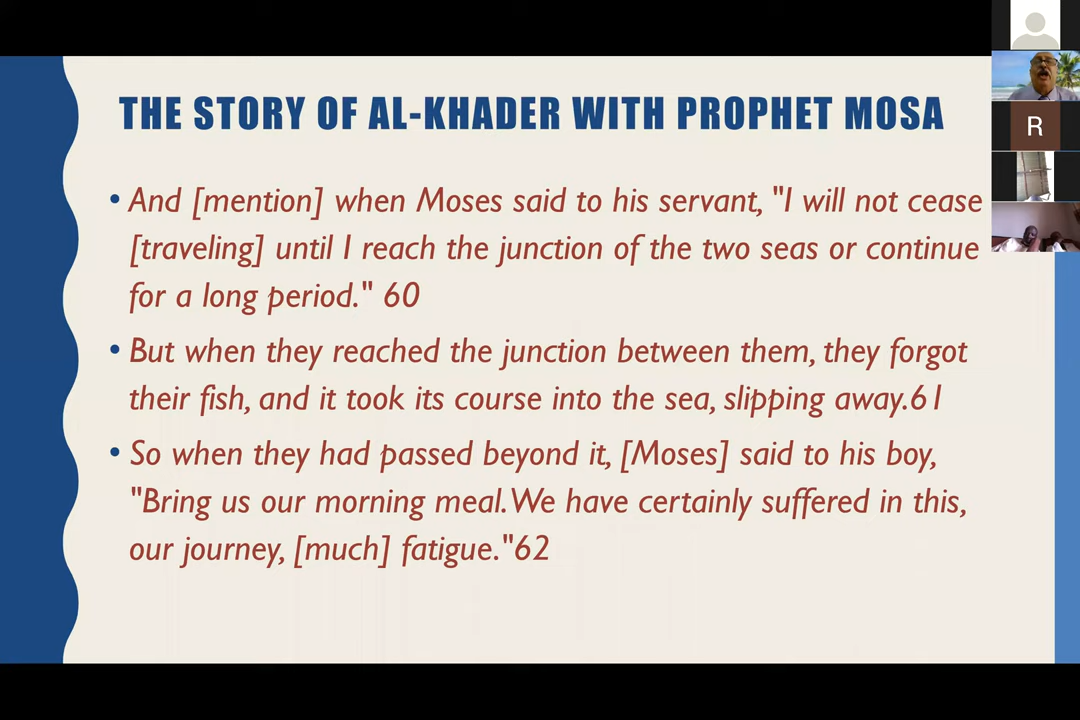 THE STORY OF AL-KHADER WITH PROPHET MOSA
R
• And [mention] when Moses said to his servant, "I will not cease
[traveling] until I reach the junction of the two seas or continue
for a long period." 60
• But when they reached the junction between them, they forgot
their fish, and it took its course into the sea, slipping away.61
• So when they had passed beyond it, [Moses] said to his boy,
"Bring us our morning meal. We have certainly suffered in this,
our journey, [much] fatigue."62